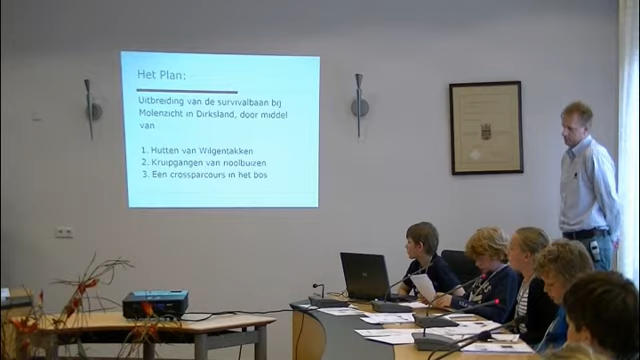 Het Plan:
Uitbreiding van de survivalbaan bij
Molenzicht in Dirksland, door middel
van
1. Hutten van Wilgentakken
2. Kruipgangen van rioolbuizen
3. Een crossparcours in het bos